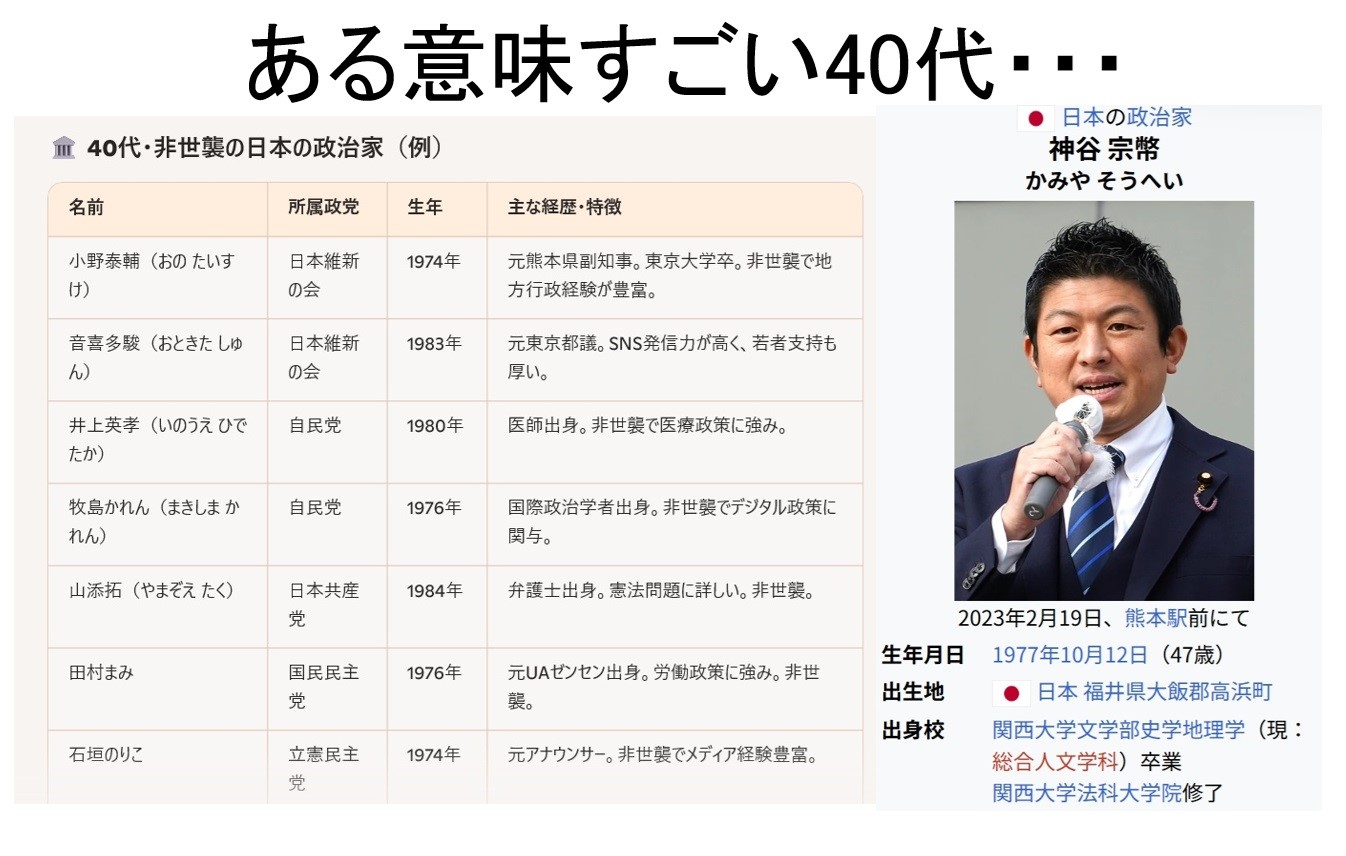 ある意味すごい40代・・・
🏛 40代・非世襲の日本の政治家（例）
名前 所属政党 生年 主な経歴・特徴
小野泰輔（おの たいす
け）
日本維新
の会
1974年
元熊本県副知事。東京大学卒。非世襲で地
方行政経験が豊富。
音喜多駿（おときた しゅ
ん）
日本維新
の会
1983年
元東京都議。SNS発信力が高く、若者支持も
厚い。
井上英孝（いのうえ ひで
たか）
自民党
1980年
医師出身。非世襲で医療政策に強み。
牧島かれん（まきしま か
れん）
自民党
1976年
国際政治学者出身。非世襲でデジタル政策に
関与。
山添拓（やまぞえ たく）
日本共産
党
1984年
弁護士出身。憲法問題に詳しい。非世襲。
田村まみ
国民民主
党
1976年
元UAゼンセン出身。労働政策に強み。非世
襲。
石垣のりこ
立憲民主
党
1974年
元アナウンサー。非世襲でメディア経験豊富。
日本の政治家
神谷 宗幣
かみや そうへい
2023年2月19日、熊本駅前にて
生年月日 1977年10月12日（47歳）
出生地 日本 福井県大飯郡高浜町
出身校 関西大学文学部史学地理学（現：
総合人文学科）卒業
関西大学法科大学院修了